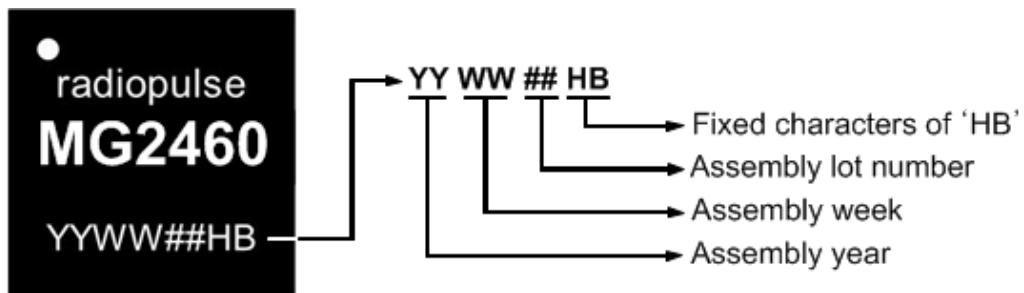 radiopulse
MG2460
YYWW##HB
YY WW ## HB
Fixed characters of ‘HB’
Assembly lot number
Assembly week
Assembly year